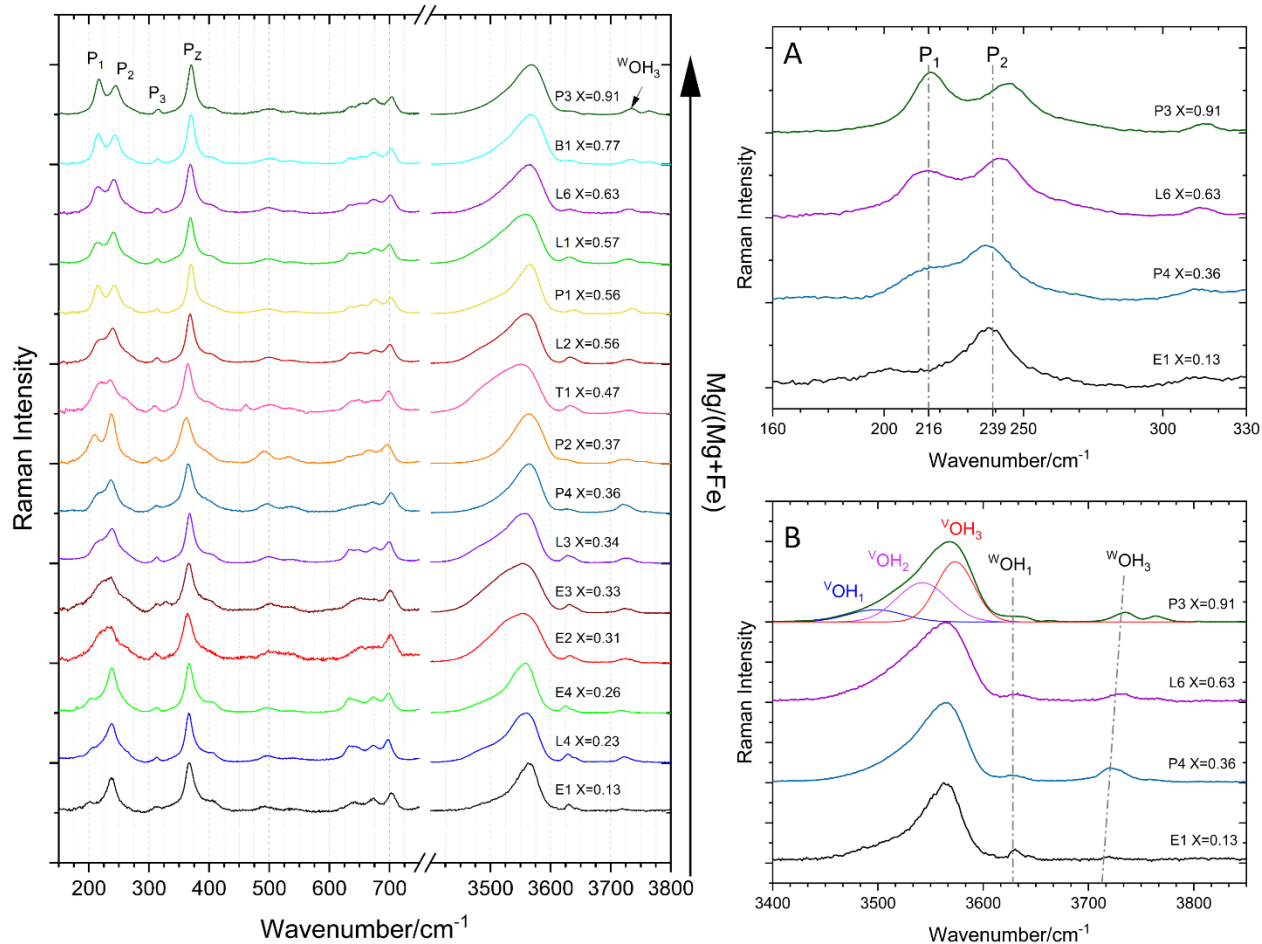 P1
P2
P3
PZ
WOH3
P3 X=0.91
B1 X=0.77
L6 X=0.63
L1 X=0.57
P1 X=0.56
L2 X=0.56
T1 X=0.47
P2 X=0.37
P4 X=0.36
L3 X=0.34
E3 X=0.33
E2 X=0.31
E4 X=0.26
L4 X=0.23
E1 X=0.13
Raman Intensity
200 300 400 500 600 700 3500 3600 3700 3800
Wavenumber/cm-1
Mg/(Mg+Fe)
A
P1
P2
P3 X=0.91
L6 X=0.63
P4 X=0.36
E1 X=0.13
Raman Intensity
160 200 216 239 250 300 330
Wavenumber/cm-1
B
VOH1
VOH2
VOH3
WOH1
WOH3
P3 X=0.91
L6 X=0.63
P4 X=0.36
E1 X=0.13
Raman Intensity
3400 3500 3600 3700 3800
Wavenumber/cm-1